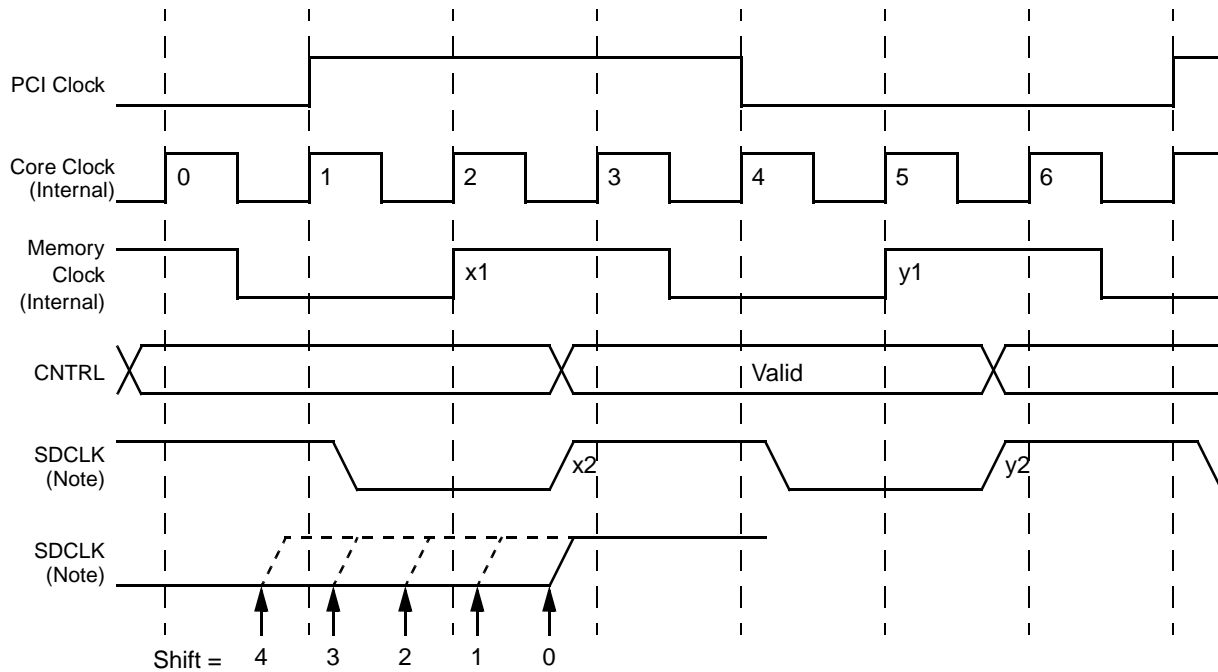 PCI Clock
Core Clock
(Internal)
0 1 2 3 4 5 6
Memory
Clock
(Internal)
x1 y1
CNTRL
Valid
SDCLK
(Note)
x2 y2
SDCLK
(Note)
Shift = 4 3 2 1 0